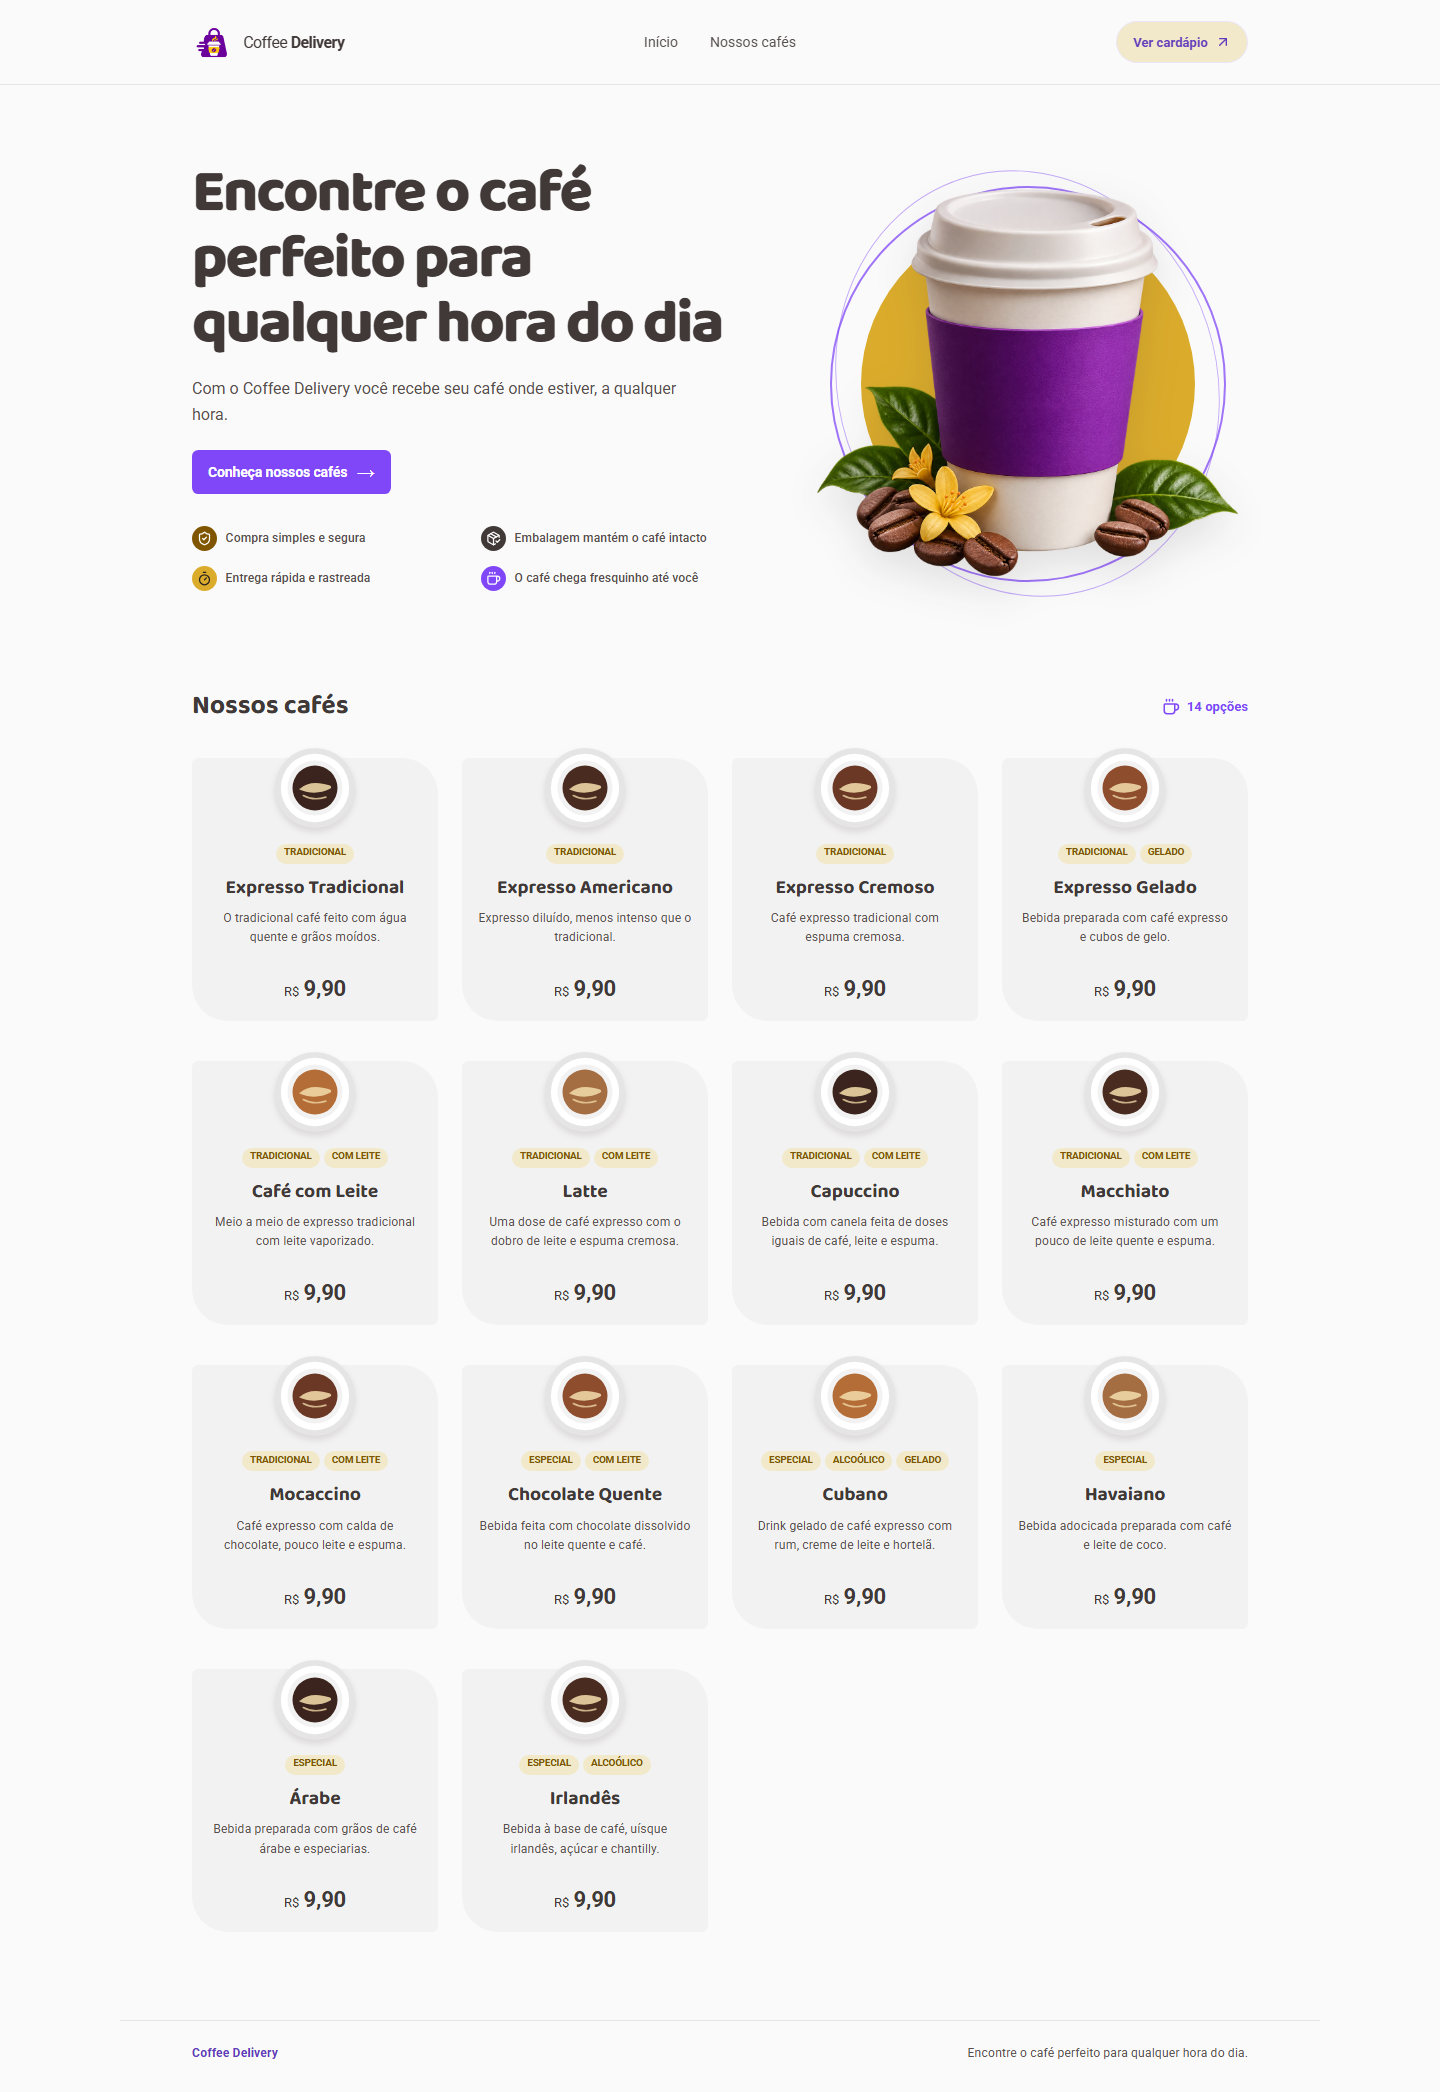 Coffee Delivery
Início
Nossos cafés
Ver cardápio
Encontre o café
perfeito para
qualquer hora do dia
Com o Coffee Delivery você recebe seu café onde estiver, a qualquer
hora.
Conheça nossos cafés
Compra simples e segura
Embalagem mantém o café intacto
Entrega rápida e rastreada
O café chega fresquinho até você
Nossos cafés
14 opções
TRADICIONAL
Expresso Tradicional
O tradicional café feito com água
quente e grãos moídos.
R$ 9,90
TRADICIONAL
Expresso Americano
Expresso diluído, menos intenso que o
tradicional.
R$ 9,90
TRADICIONAL
Expresso Cremoso
Café expresso tradicional com
espuma cremosa.
R$ 9,90
TRADICIONAL GELADO
Expresso Gelado
Bebida preparada com café expresso
e cubos de gelo.
R$ 9,90
TRADICIONAL COM LEITE
Café com Leite
Meio a meio de expresso tradicional
com leite vaporizado.
R$ 9,90
TRADICIONAL COM LEITE
Latte
Uma dose de café expresso com o
dobro de leite e espuma cremosa.
R$ 9,90
TRADICIONAL COM LEITE
Capuccino
Bebida com canela feita de doses
iguais de café, leite e espuma.
R$ 9,90
TRADICIONAL COM LEITE
Macchiato
Café expresso misturado com um
pouco de leite quente e espuma.
R$ 9,90
TRADICIONAL COM LEITE
Mocaccino
Café expresso com calda de
chocolate, pouco leite e espuma.
R$ 9,90
ESPECIAL COM LEITE
Chocolate Quente
Bebida feita com chocolate dissolvido
no leite quente e café.
R$ 9,90
ESPECIAL ALCOÓLICO GELADO
Cubano
Drink gelado de café expresso com
rum, creme de leite e hortelã.
R$ 9,90
ESPECIAL
Havaiano
Bebida adocicada preparada com café
e leite de coco.
R$ 9,90
ESPECIAL
Árabe
Bebida preparada com grãos de café
árabe e especiarias.
R$ 9,90
ESPECIAL ALCOÓLICO
Irlandês
Bebida à base de café, uísque
irlandês, açúcar e chantilly.
R$ 9,90
Coffee Delivery
Encontre o café perfeito para qualquer hora do dia.